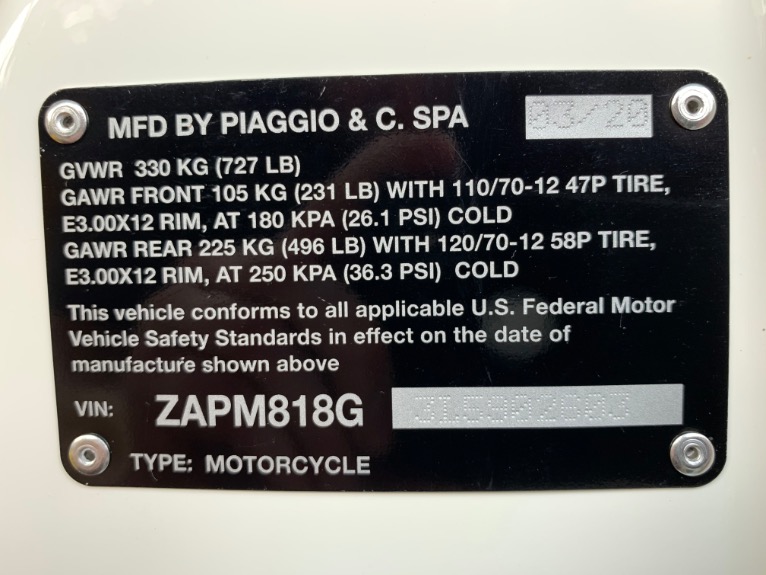 MFD BY PIAGGIO & C. SPA 03/20
GVWR 330 KG (727 LB)
GAWR FRONT 105 KG (231 LB) WITH 110/70-12 47P TIRE,
E3.00X12 RIM, AT 180 KPA (26.1 PSI) COLD
GAWR REAR 225 KG (496 LB) WITH 120/70-12 58P TIRE,
E3.00X12 RIM, AT 250 KPA (36.3 PSI) COLD
This vehicle conforms to all applicable U.S. Federal Motor
Vehicle Safety Standards in effect on the date of
manufacture shown above
VIN: ZAPM818G
TYPE: MOTORCYCLE